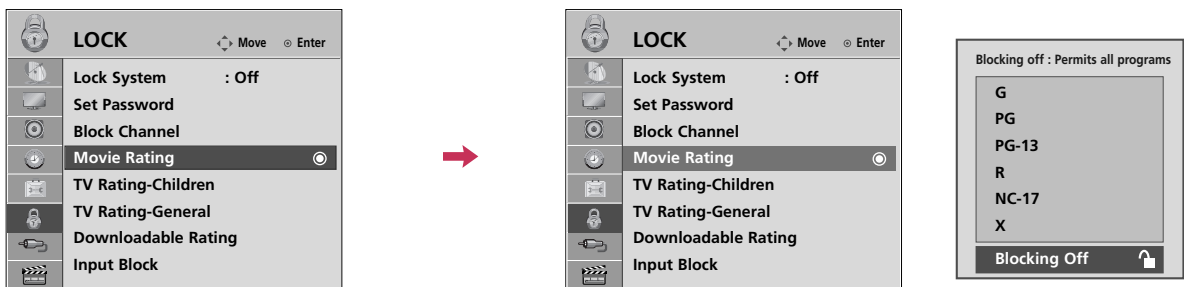 LOCK Move Enter
Lock System : Off
Set Password
Block Channel
Movie Rating
TV Rating-Children
TV Rating-General
Downloadable Rating
Input Block
LOCK Move Enter
Lock System : Off
Set Password
Block Channel
Movie Rating
TV Rating-Children
TV Rating-General
Downloadable Rating
Input Block
Blocking off : Permits all programs
G
PG
PG-13
R
NC-17
X
Blocking Off